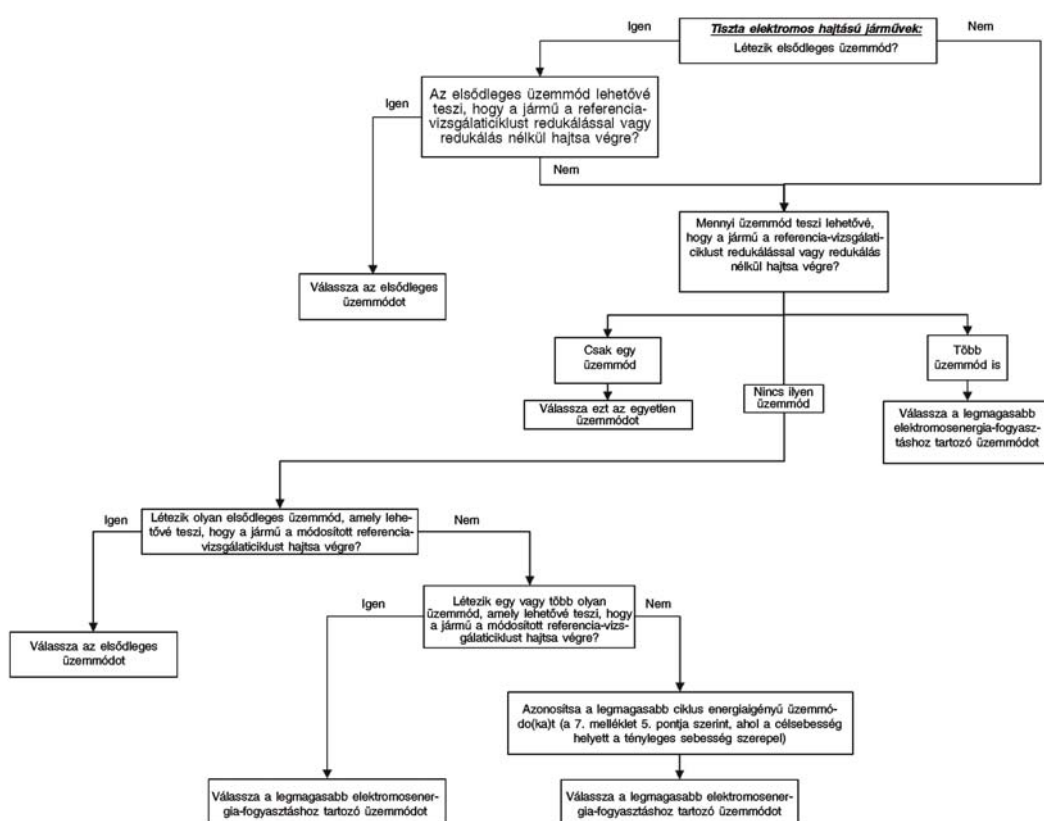 Igen
Tiszta elektromos hajtású járművek:
Létezik elsődleges üzemmód?
Nem
Igen
Az elsődleges üzemmód lehetővé
teszi, hogy a jármű a referencia-
vizsgálaticiklust redukálással vagy
redukálás nélkül hajtsa végre?
Nem
Mennyi üzemmód teszi lehetővé,
hogy a jármű a referencia-vizsgálati-
ciklust redukálással vagy redukálás
nélkül hajtsa végre?
Válassza az elsődleges
üzemmódot
Csak egy
üzemmód
Több
üzemmód is
Nincs ilyen
üzemmód
Válassza ezt az egyetlen
üzemmódot
Válassza a legmagasabb
elektromosenergia-fogyasz-
táshoz tartozó üzemmódot
Igen
Létezik olyan elsődleges üzemmód, amely lehe-
tővé teszi, hogy a jármű a módosított referencia-
vizsgálaticiklust hajtsa végre?
Nem
Igen
Létezik egy vagy több olyan
üzemmód, amely lehetővé teszi, hogy
a jármű a módosított referencia-vizs-
gálaticiklust hajtsa végre?
Nem
Válassza az elsődleges
üzemmódot
Azonosítsa a legmagasabb ciklus energiaigényű üzemmó-
do(ka)t (a 7. melléklet 5. pontja szerint, ahol a célsebesség
helyett a tényleges sebesség szerepel)
Válassza a legmagasabb elektromosener-
gia-fogyasztáshoz tartozó üzemmódot
Válassza a legmagasabb elektromosener-
gia-fogyasztáshoz tartozó üzemmódot